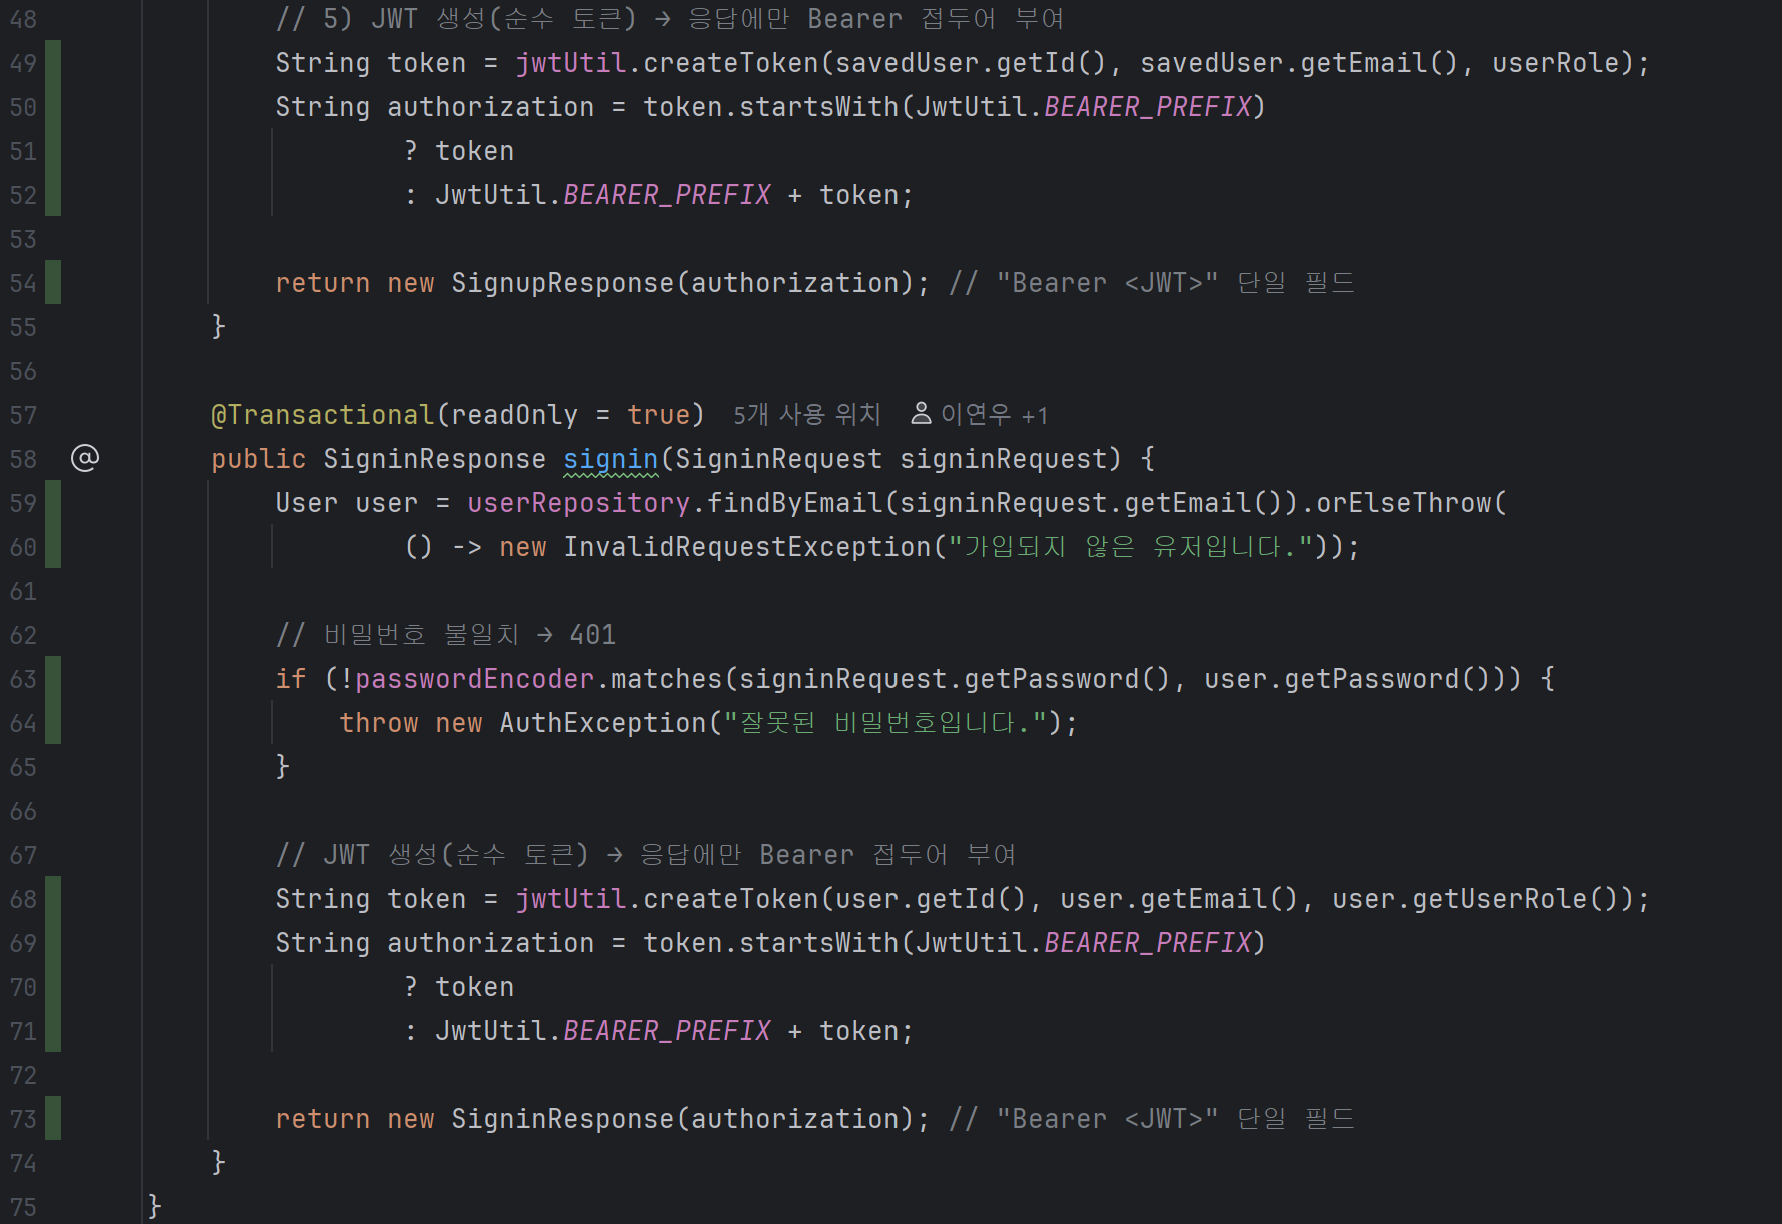 48 // 5) JWT 생성(순수 토큰) → 응답에만 Bearer 접두어 부여
49 String token = jwtUtil.createToken(savedUser.getId(), savedUser.getEmail(), userRole);
50 String authorization = token.startsWith(JwtUtil.BEARER_PREFIX)
51 ? token
52 : JwtUtil.BEARER_PREFIX + token;
53
54 return new SignupResponse(authorization); // "Bearer <JWT>" 단일 필드
55 }
56
57 @Transactional(readOnly = true) 5개 사용 위치 이연우 +1
58 @ public SigninResponse signin(SigninRequest signinRequest) {
59 User user = userRepository.findByEmail(signinRequest.getEmail()).orElseThrow(
60 () -> new InvalidRequestException("가입되지 않은 유저입니다."));
61
62 // 비밀번호 불일치 → 401
63 if (!passwordEncoder.matches(signinRequest.getPassword(), user.getPassword())) {
64 throw new AuthException("잘못된 비밀번호입니다.");
65 }
66
67 // JWT 생성(순수 토큰) → 응답에만 Bearer 접두어 부여
68 String token = jwtUtil.createToken(user.getId(), user.getEmail(), user.getUserRole());
69 String authorization = token.startsWith(JwtUtil.BEARER_PREFIX)
70 ? token
71 : JwtUtil.BEARER_PREFIX + token;
72
73 return new SigninResponse(authorization); // "Bearer <JWT>" 단일 필드
74 }
75 }